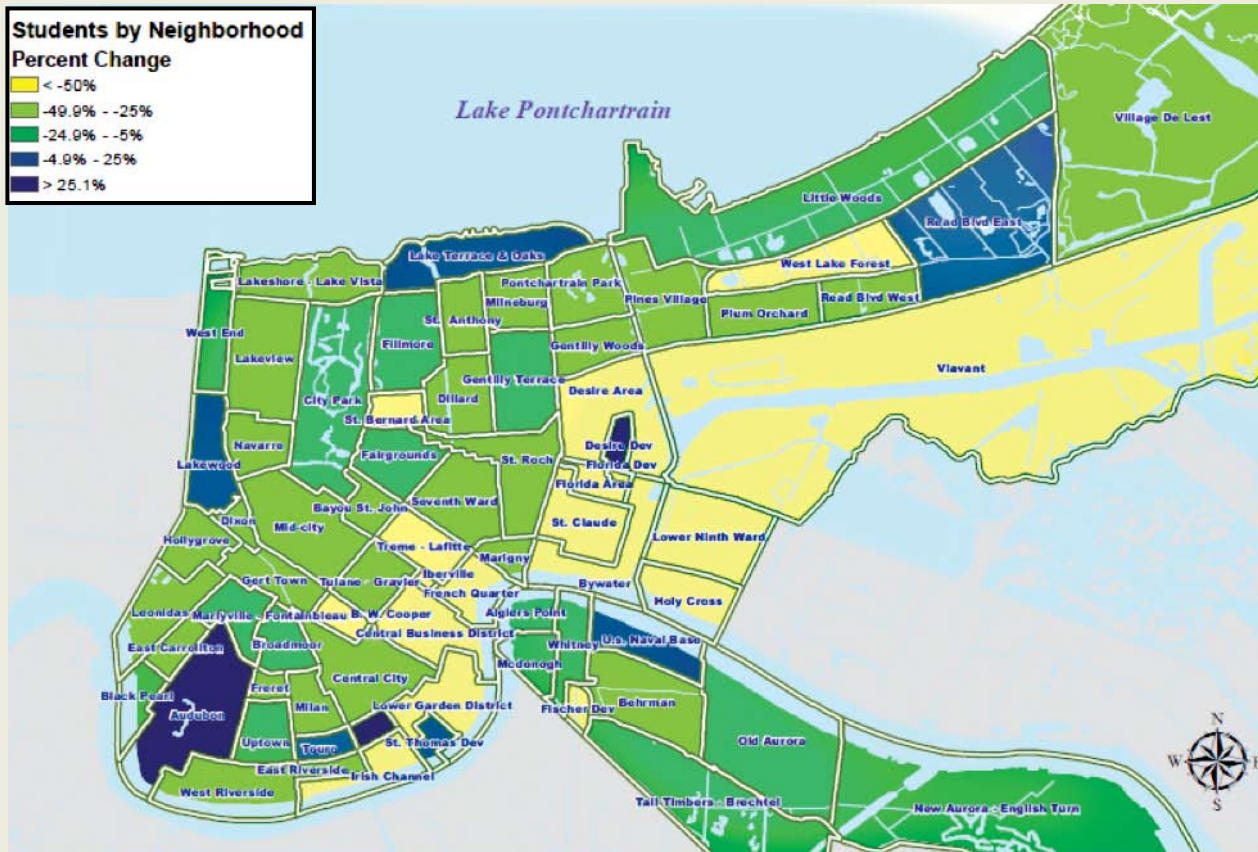 Students by Neighborhood
Percent Change
< -50%
-49.9% - -25%
-24.9% - -5%
-4.9% - 25%
> 25.1%
Lake Pontchartrain
Village De Lest
Little Woods
Read Blvd East
West Lake Forest
Lake Terrace & Oaks
Lakeshore - Lake Vista
Pontchartrain Park
Milneburg
Pines Village
Read Blvd West
Plum Orchard
St. Anthony
West End
Fillmore
Gentilly Woods
Lakeview
Viavant
Gentilly Terrace
Desire Area
City Park
Dillard
St. Bernard Area
Navarre
Desire Dev
Fairgrounds
St. Roch
Lakewood
Florida Dev
Florida Area
Seventh Ward
Bayou St. John
Dixon
Mid-city
St. Claude
Lower Ninth Ward
Hollygrove
Treme - Lafitte
Marigny
Iberville
Gert Town
Tulane - Gravier
Bywater
French Quarter
Holy Cross
Leonidas
Marlyville - Fontainbleau
B. W. Cooper
Algiers Point
Central Business District
U.s. Naval Base
East Carrollton
Broadmoor
Whitney
Mcdonogh
Central City
Freret
Black Pearl
Milan
Lower Garden District
Fischer Dev
Behrman
Audubon
Uptown
Touro
St. Thomas Dev
Old Aurora
East Riverside
Irish Channel
West Riverside
Tall Timbers - Brechtel
New Aurora - English Turn
N
W
E
S